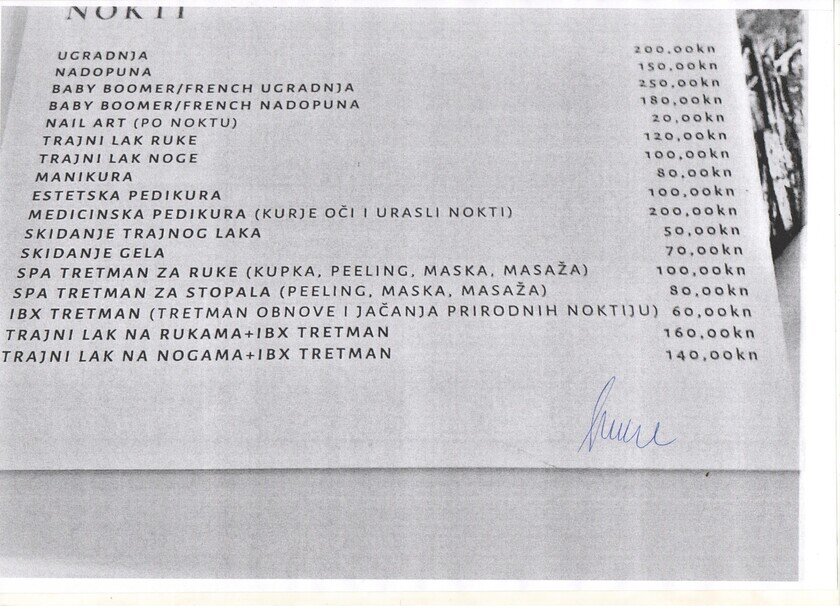 NOKTI
UGRADNJA 200,00kn
NADOPUNA 150,00kn
BABY BOOMER/FRENCH UGRADNJA 250,00kn
BABY BOOMER/FRENCH NADOPUNA 180,00kn
NAIL ART (PO NOKTU) 20,00kn
TRAJNI LAK RUKE 120,00kn
TRAJNI LAK NOGE 100,00kn
MANIKURA 80,00kn
ESTETSKA PEDIKURA 100,00kn
MEDICINSKA PEDIKURA (KURJE OČI I URASLI NOKTI) 200,00kn
SKIDANJE TRAJNOG LAKA 50,00kn
SKIDANJE GELA 70,00kn
SPA TRETMAN ZA RUKE (KUPKA, PEELING, MASKA, MASAŽA) 100,00kn
SPA TRETMAN ZA STOPALA (PEELING, MASKA, MASAŽA) 80,00kn
IBX TRETMAN (TRETMAN OBNOVE I JAČANJA PRIRODNIH NOKTIJU) 60,00kn
TRAJNI LAK NA RUKAMA+IBX TRETMAN 160,00kn
TRAJNI LAK NA NOGAMA+IBX TRETMAN 140,00kn